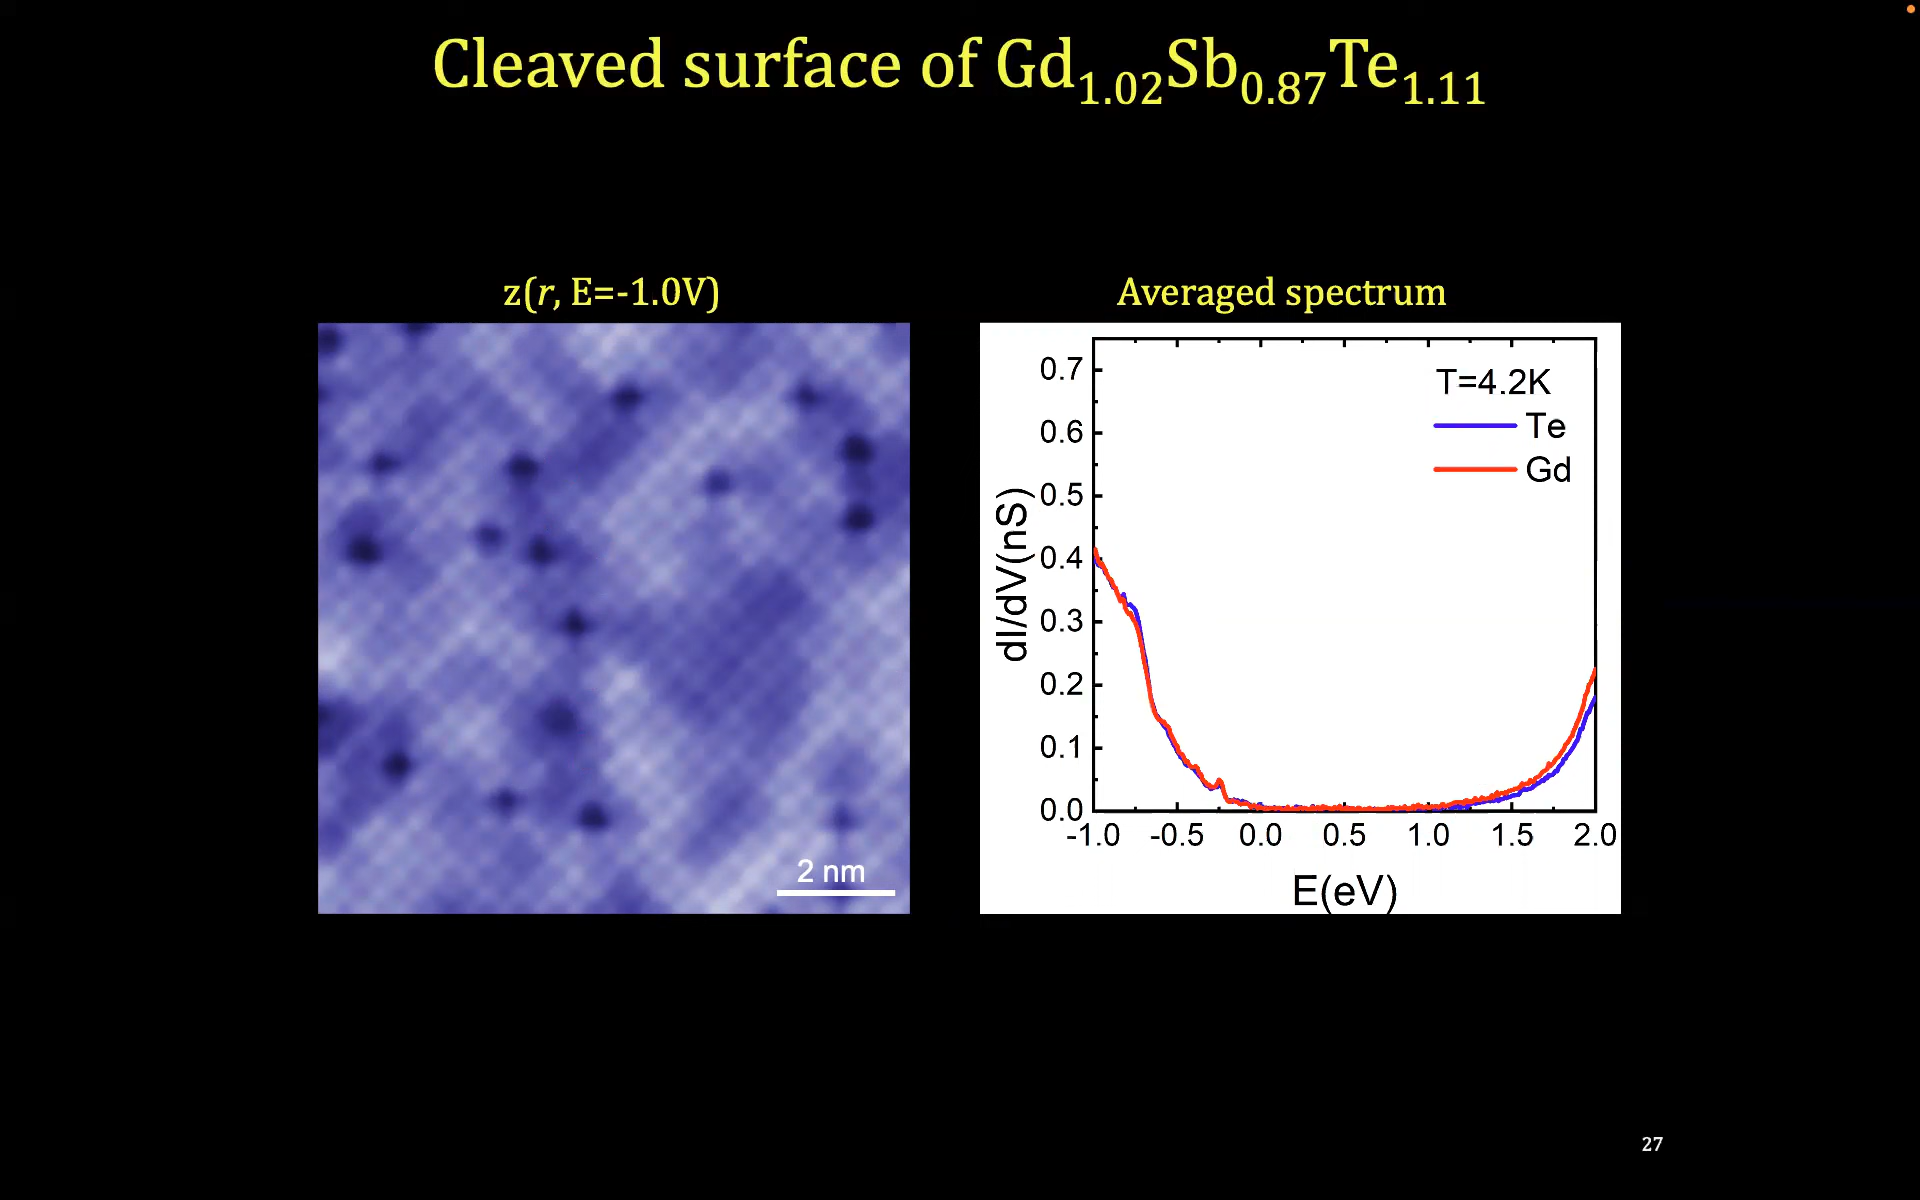 Cleaved surface of Gd₁.₀₂Sb₀.₈₇Te₁.₁₁
z(r, E=-1.0V)
Averaged spectrum
2 nm
T=4.2K
Te
Gd
dI/dV(nS)
0.7
0.6
0.5
0.4
0.3
0.2
0.1
0.0
-1.0 -0.5 0.0 0.5 1.0 1.5 2.0
E(eV)
27